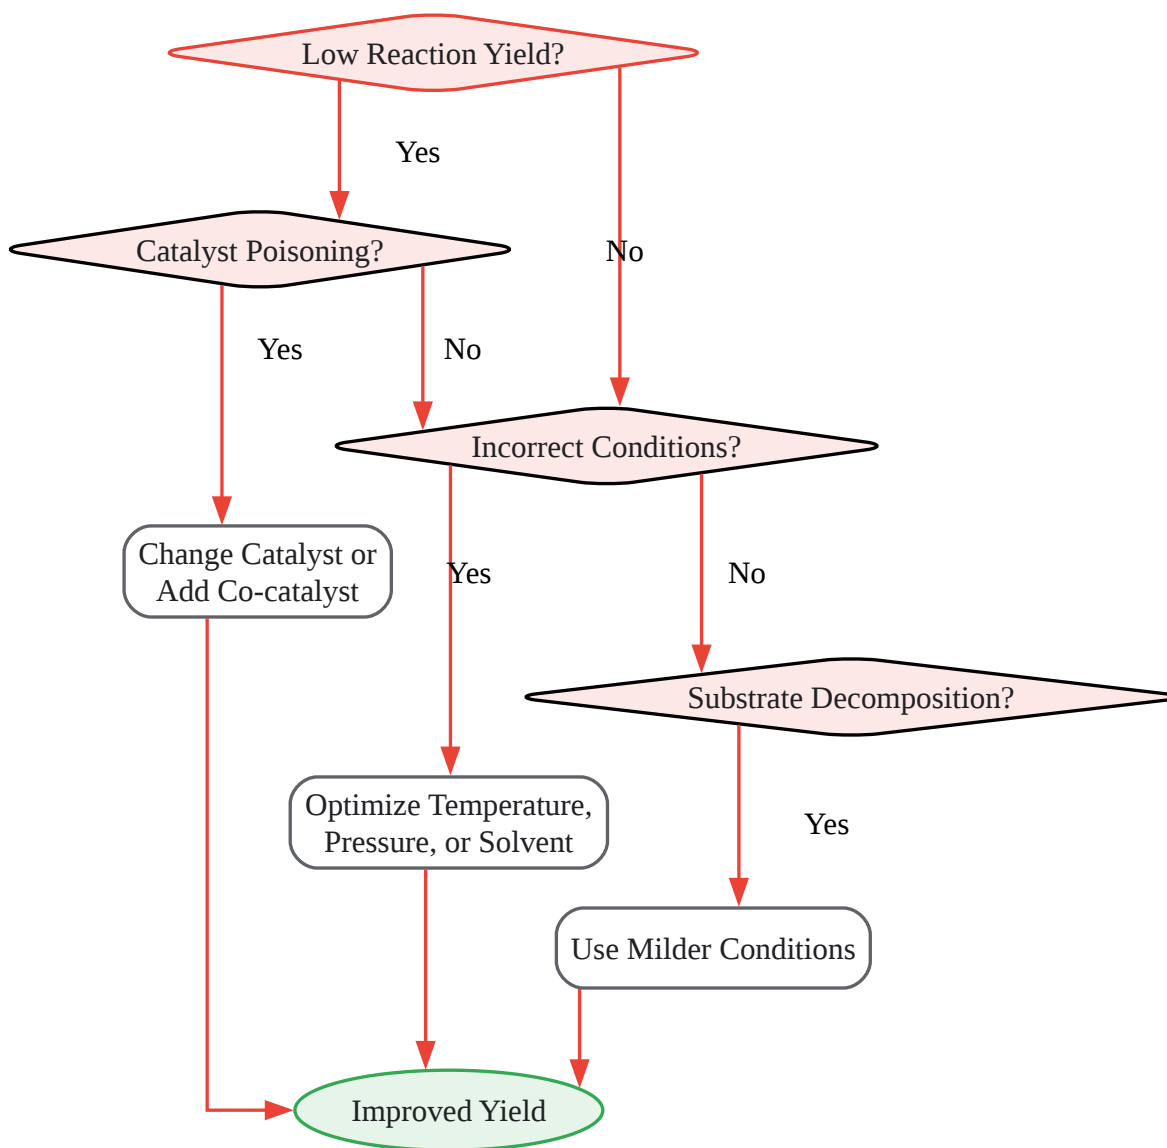 Low Reaction Yield?
Yes
Catalyst Poisoning?
No
Yes
No
Incorrect Conditions?
Change Catalyst or
Add Co-catalyst
Yes
No
Substrate Decomposition?
Optimize Temperature,
Pressure, or Solvent
Yes
Use Milder Conditions
Improved Yield